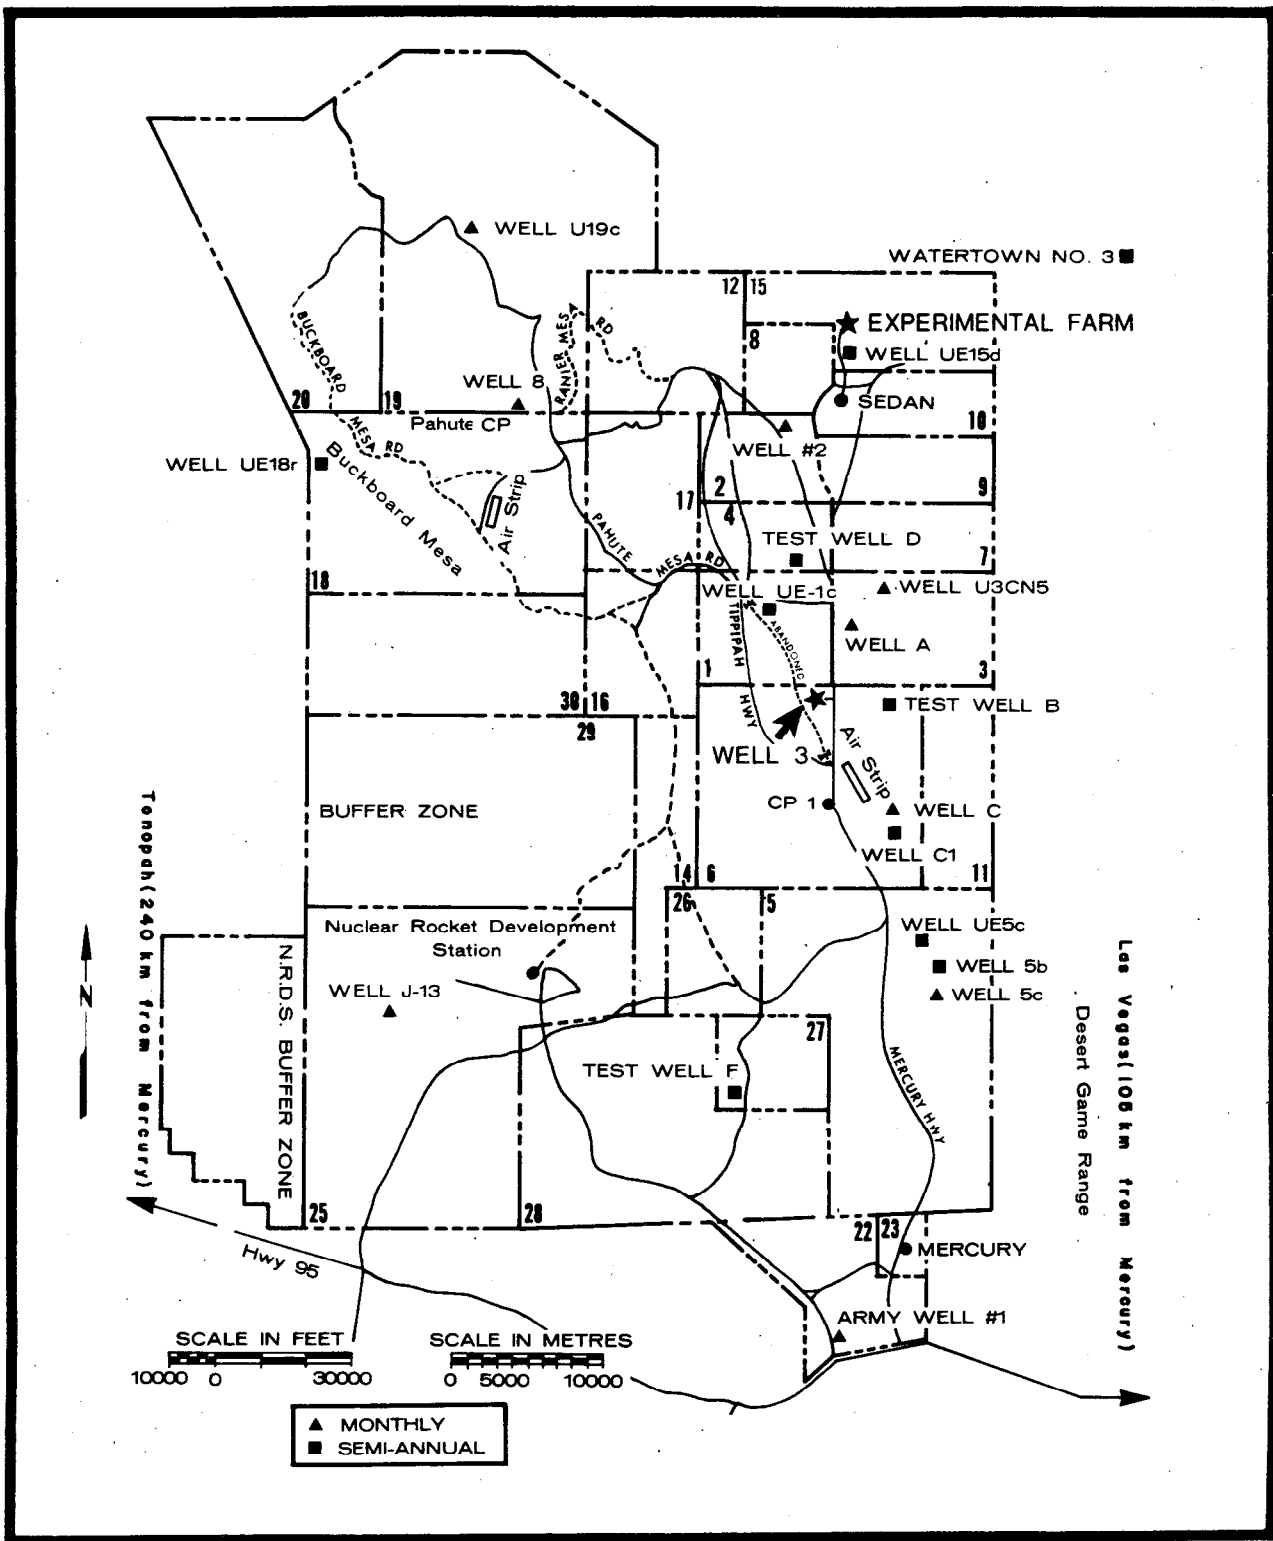 WELL U19c
WATERTOWN NO. 3
12
15
EXPERIMENTAL FARM
BUCKBOARD
MESA RD
RANIER MES
RD
8
WELL UE15d
WELL 8
SEDAN
20
19
Pahute CP
10
WELL #2
WELL UE18r
Buckboard Mesa
Air Strip
17
2
9
4
PAHUTE
MESA RD
TEST WELL D
7
18
WELL UE-1c
WELL U3CN5
TIPPIPAH
HWY
ABANDONED
WELL A
1
3
30
16
TEST WELL B
29
WELL 3
Air Strip
BUFFER ZONE
CP 1
WELL C
WELL C1
14
6
11
26
5
Nuclear Rocket Development
Station
WELL UE5c
WELL 5b
WELL J-13
WELL 5c
N
Tonopah(240 km from Mercury)
N.R.D.S. BUFFER ZONE
27
TEST WELL F
MERCURY HWY
Desert Game Range
Las Vegas(106 km from Mercury)
25
28
22
23
MERCURY
Hwy 95
ARMY WELL #1
SCALE IN FEET
10000 0 30000
SCALE IN METRES
0 5000 10000
MONTHLY
SEMI-ANNUAL